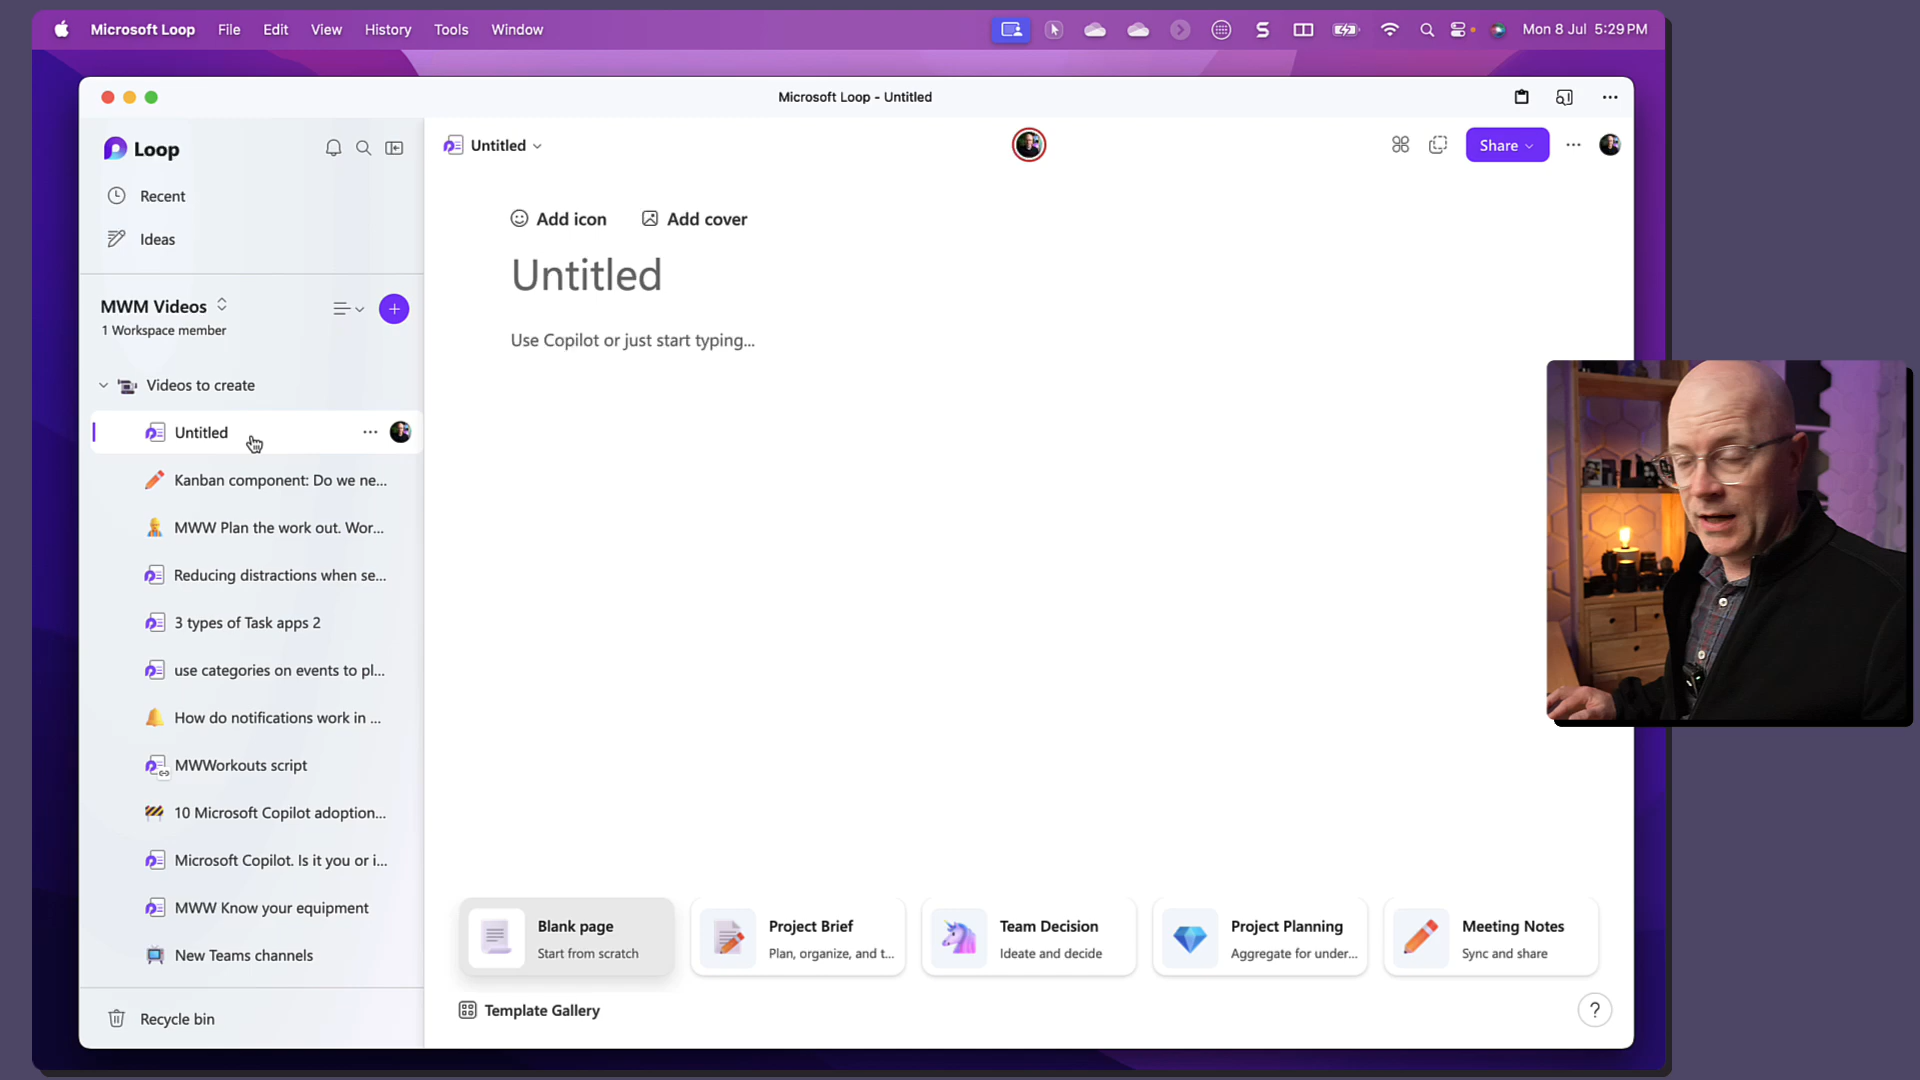 Microsoft Loop File Edit View History Tools Window Mon 8 Jul 5:29 PM
Microsoft Loop - Untitled
Loop
Recent
Ideas
MWM Videos
1 Workspace member
Videos to create
Untitled
Kanban component: Do we ne...
MWW Plan the work out. Wor...
Reducing distractions when se...
3 types of Task apps 2
use categories on events to pl...
How do notifications work in ...
MWWorkouts script
10 Microsoft Copilot adoption...
Microsoft Copilot. Is it you or i...
MWW Know your equipment
New Teams channels
Recycle bin
Untitled
Share
Add icon Add cover
Untitled
Use Copilot or just start typing...
Blank page
Start from scratch
Project Brief
Plan, organize, and t...
Team Decision
Ideate and decide
Project Planning
Aggregate for under...
Meeting Notes
Sync and share
Template Gallery
?